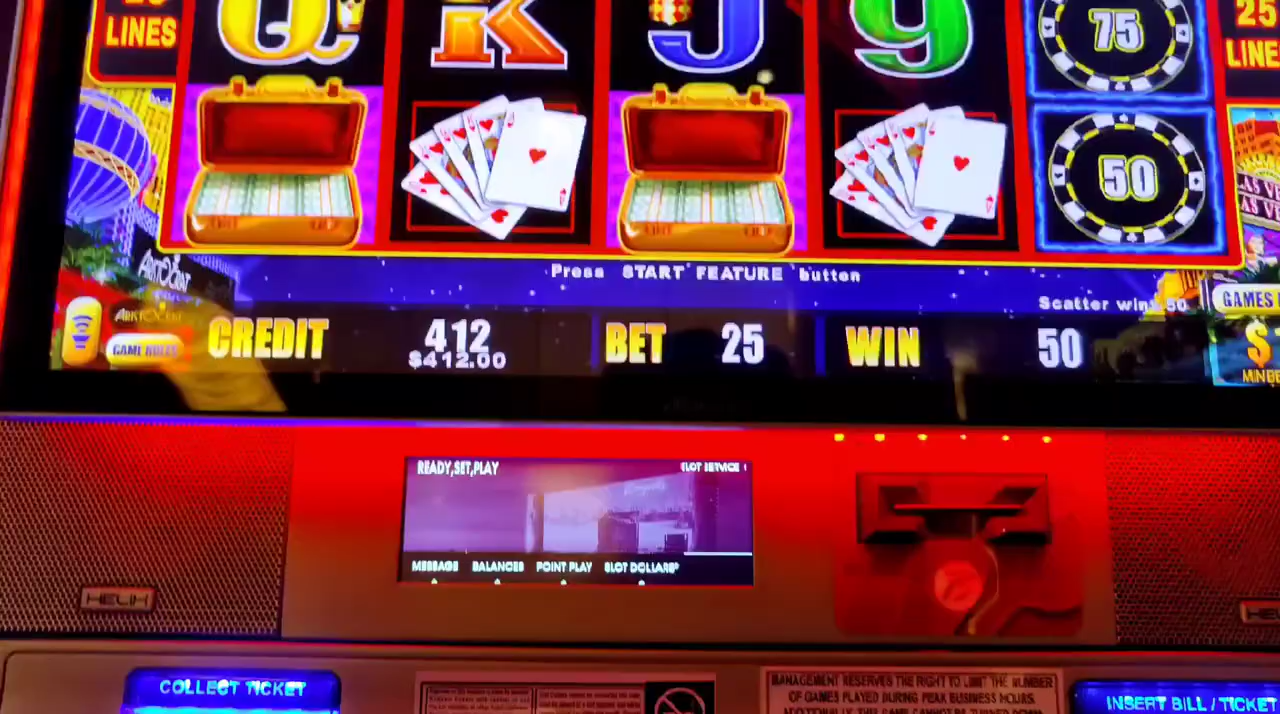 LINES
Q
K
J
9
75
25
LINE
50
Press START FEATURE button
Scatter win 50
GAMES
GAME RULES
CREDIT
412
$412.00
BET
25
WIN
50
$
READY, SET, PLAY
SLOT SERVICE
MESSAGE
BALANCES
POINT PLAY
SLOT DOLLARS
HELIX
HE
COLLECT TICKET
MANAGEMENT RESERVES THE RIGHT TO LIMIT THE NUMBER
OF GAMES PLAYED DURING PEAK BUSINESS HOURS.
INSERT BILL / TICKET